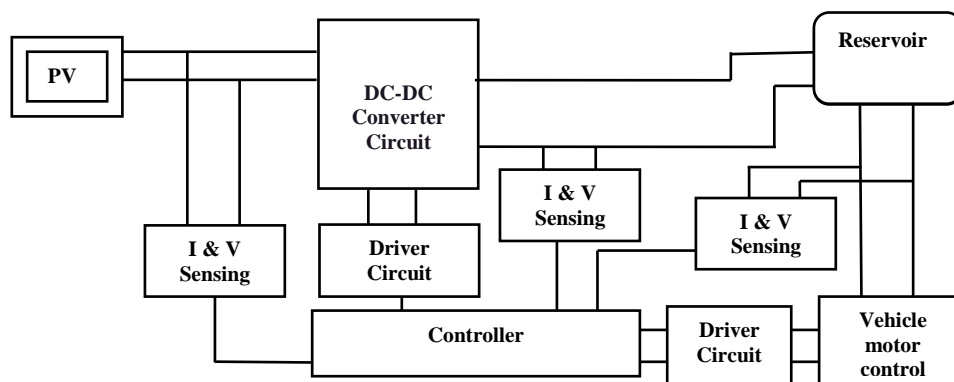 Reservoir
PV
DC-DC
Converter
Circuit
I & V
Sensing
I & V
Sensing
I & V
Sensing
Driver
Circuit
Controller
Driver
Circuit
Vehicle
motor
control